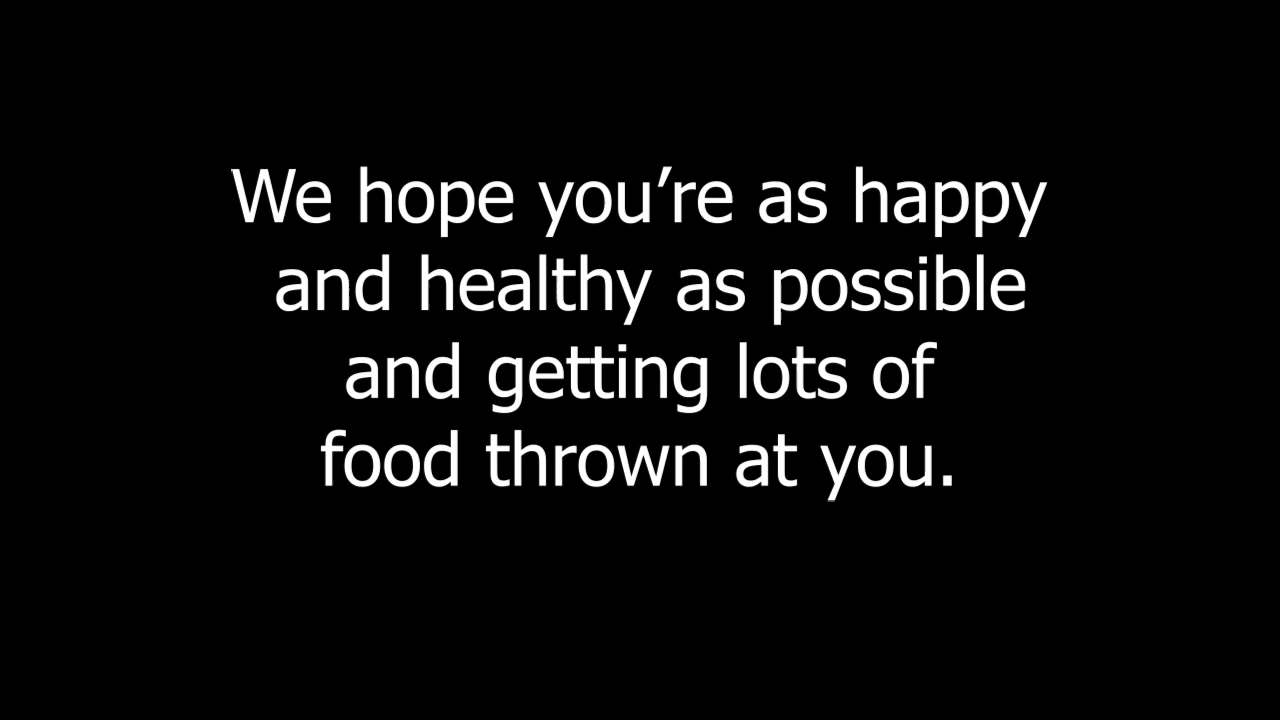 We hope you’re as happy
and healthy as possible
and getting lots of
food thrown at you.